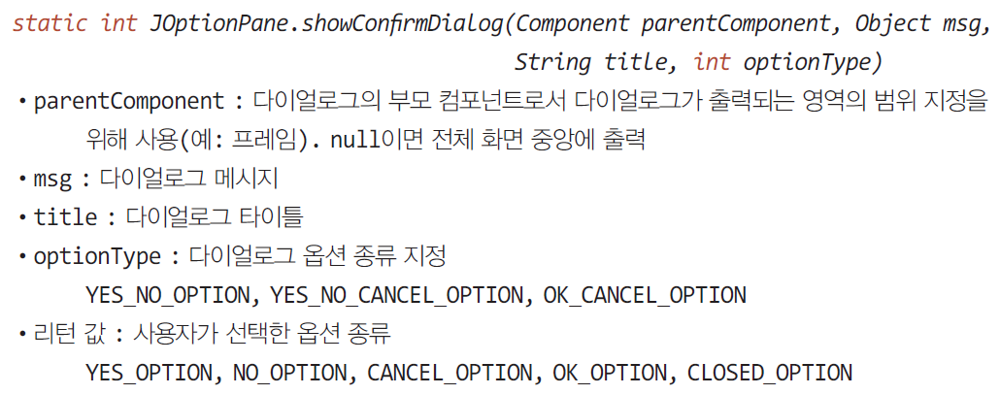 static int JOptionPane.showConfirmDialog(Component parentComponent, Object msg,
String title, int optionType)
• parentComponent : 다이얼로그의 부모 컴포넌트로서 다이얼로그가 출력되는 영역의 범위 지정을
위해 사용(예: 프레임). null이면 전체 화면 중앙에 출력
• msg : 다이얼로그 메시지
• title : 다이얼로그 타이틀
• optionType : 다이얼로그 옵션 종류 지정
YES_NO_OPTION, YES_NO_CANCEL_OPTION, OK_CANCEL_OPTION
• 리턴 값 : 사용자가 선택한 옵션 종류
YES_OPTION, NO_OPTION, CANCEL_OPTION, OK_OPTION, CLOSED_OPTION